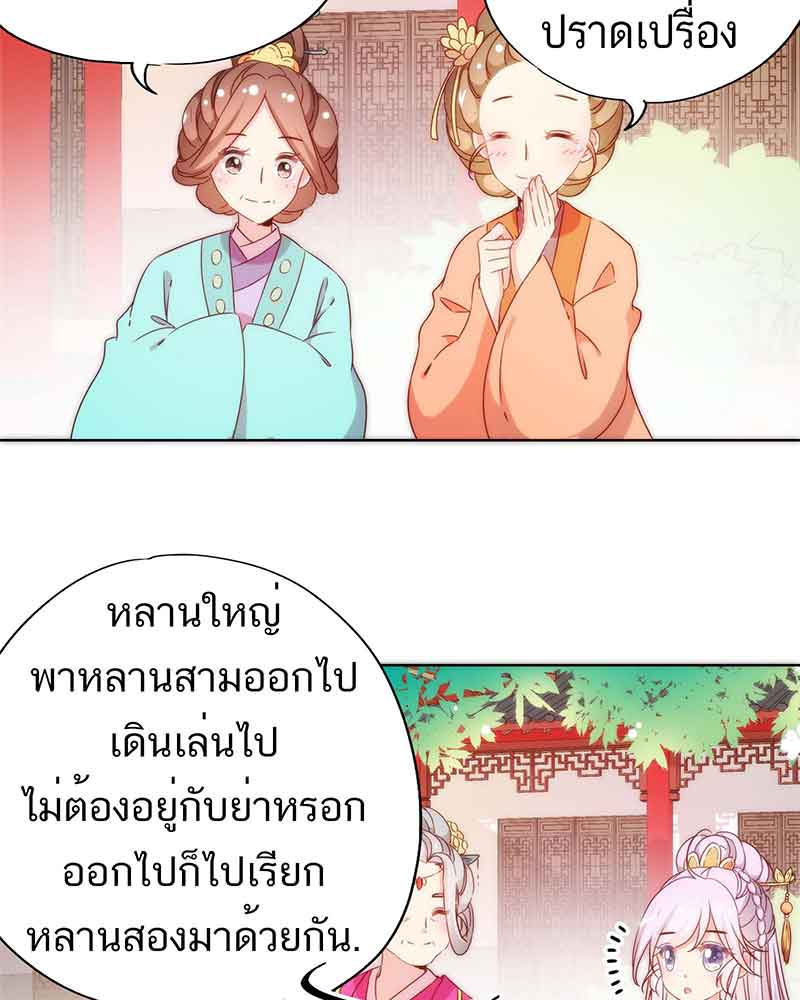 ปราดเปรื่อง
หลานใหญ่
พาหลานสามออกไป
เดินเล่นไป
ไม่ต้องอยู่กับย่าหรอก
ออกไปก็ไปเรียก
หลานสองมาด้วยกัน.